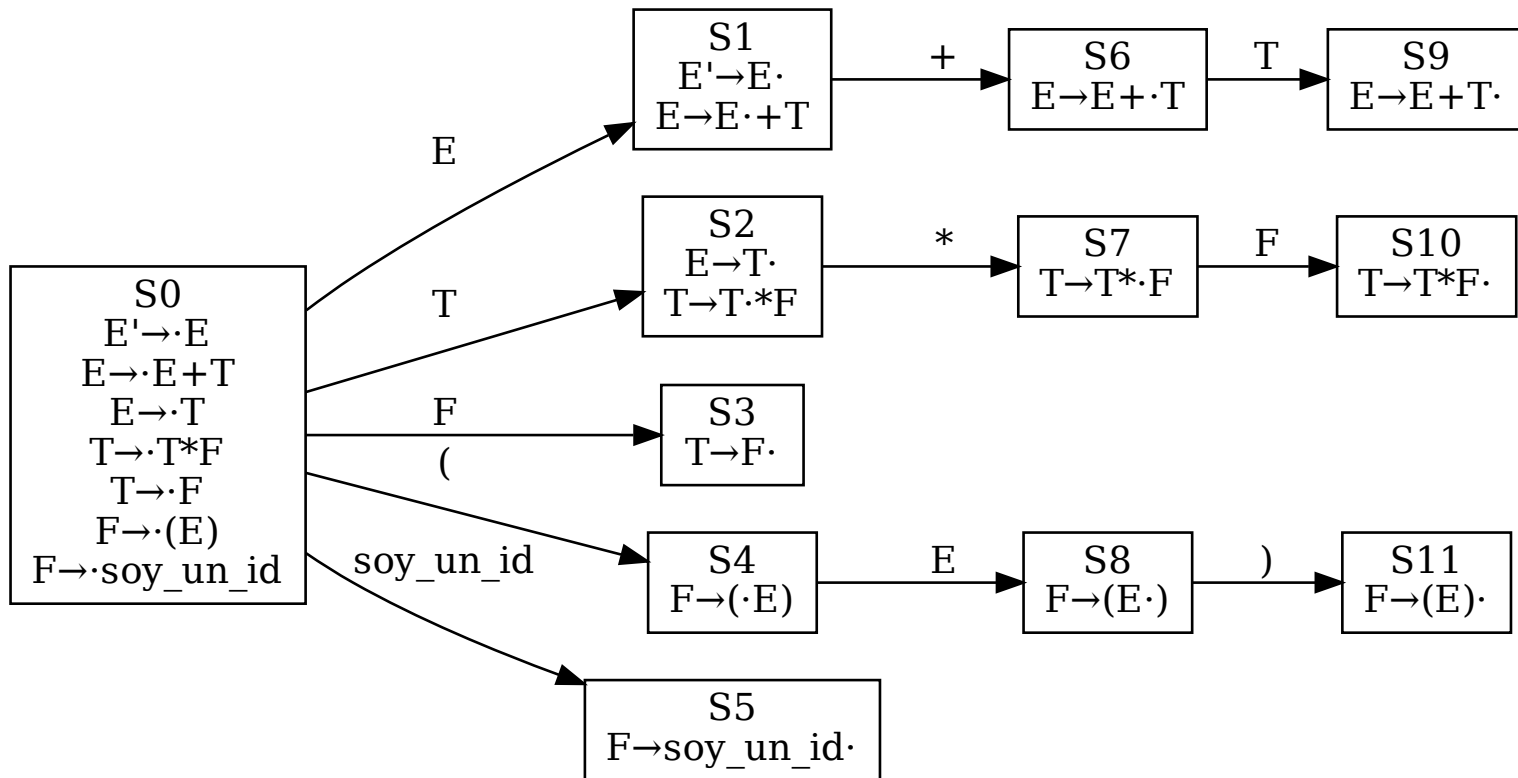 S0
E'→·E
E→·E+T
E→·T
T→·T*F
T→·F
F→·(E)
F→·soy_un_id
E
T
F
(
soy_un_id
S1
E'→E·
E→E·+T
+
S6
E→E+·T
T
S9
E→E+T·
S2
E→T·
T→T·*F
*
S7
T→T*·F
F
S10
T→T*F·
S3
T→F·
S4
F→(·E)
E
S8
F→(E·)
)
S11
F→(E)·
S5
F→soy_un_id·